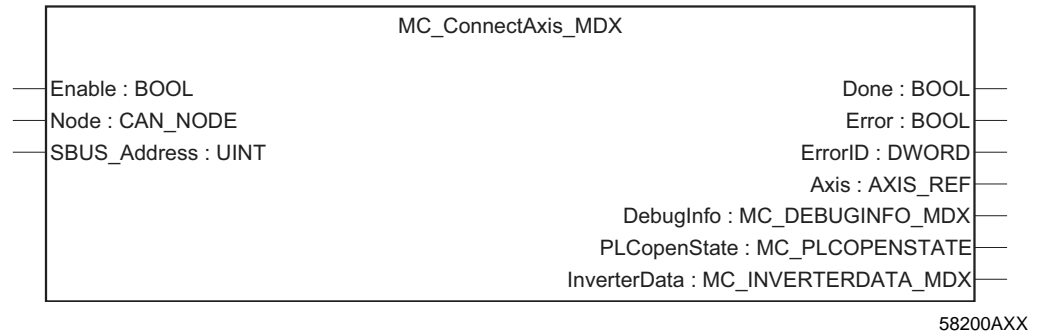 MC_ConnectAxis_MDX
Enable : BOOL
Done : BOOL
Node : CAN_NODE
Error : BOOL
SBUS_Address : UINT
ErrorID : DWORD
Axis : AXIS_REF
DebugInfo : MC_DEBUGINFO_MDX
PLCopenState : MC_PLCOPENSTATE
InverterData : MC_INVERTERDATA_MDX
58200AXX